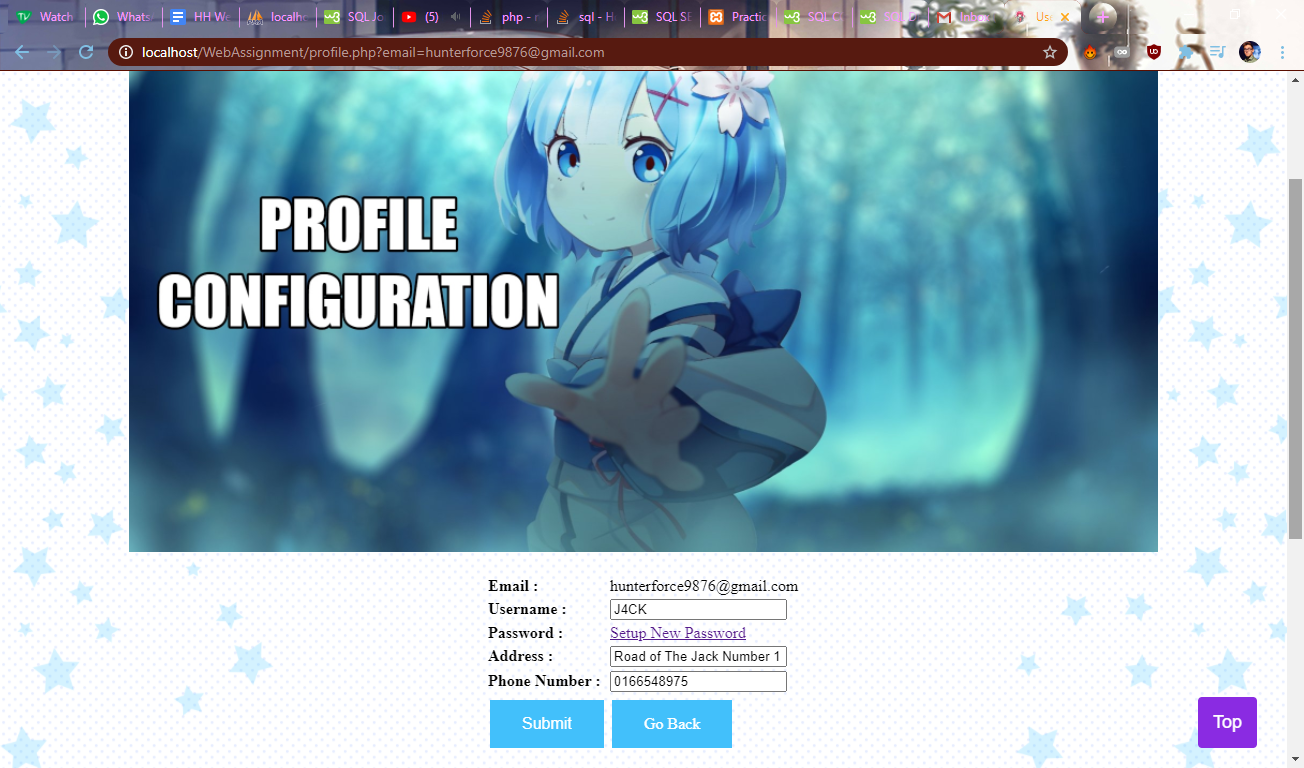 Watch
Whats
HH We
localho
SQL Jo
(5)
php - r
sql - H
SQL SE
Practic
SQL C
SQL
Inbo
Use
localhost/WebAssignment/profile.php?email=hunterforce9876@gmail.com
PROFILE
CONFIGURATION
Email : hunterforce9876@gmail.com
Username : J4CK
Password : Setup New Password
Address : Road of The Jack Number 1
Phone Number : 0166548975
Submit Go Back
Top